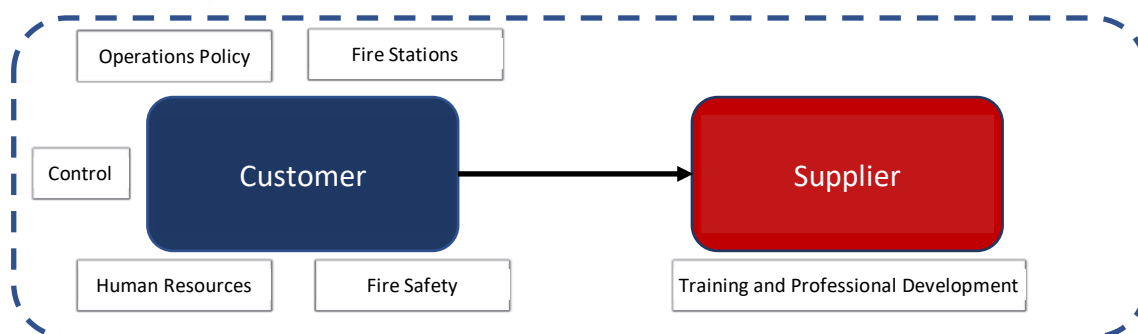 Operations Policy
Fire Stations
Control
Customer
Supplier
Human Resources
Fire Safety
Training and Professional Development